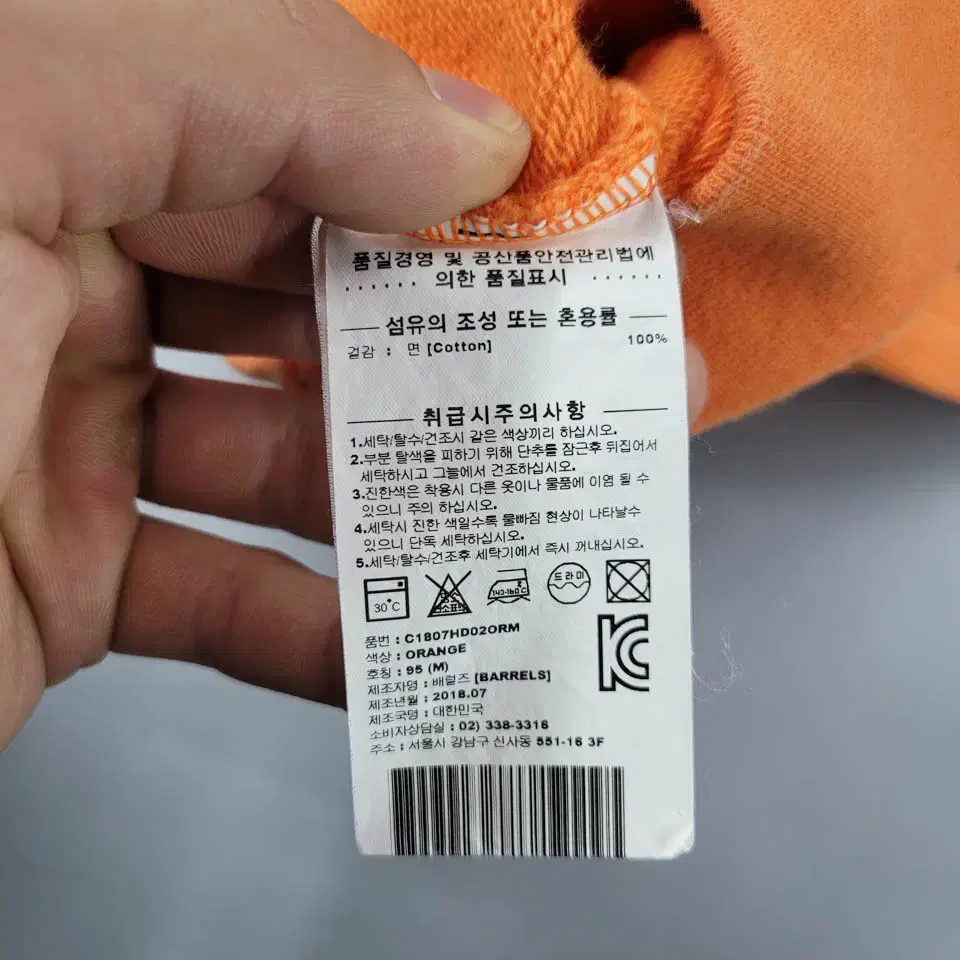 품질경영 및 공산품안전관리법에
...... 의한 품질표시 ......
섬유의 조성 또는 혼용률
겉감 : 면 [Cotton] 100%
취급시주의사항
1.세탁/탈수/건조시 같은 색상끼리 하십시오.
2.부분 탈색을 피하기 위해 단추를 잠근후 뒤집어서
세탁하시고 그늘에서 건조하십시오.
3.진한색은 착용시 다른 옷이나 물품에 이염 될 수
있으니 주의 하십시오.
4.세탁시 진한 색일수록 물빠짐 현상이 나타날수
있으니 단독 세탁하십시오.
5.세탁/탈수/건조후 세탁기에서 즉시 꺼내십시오.
30°C 염소표백 140-160°C 드라이
품번 : C1807HD02ORM
색상 : ORANGE
호칭 : 95 (M)
제조자명 : 배럴즈 [BARRELS]
제조년월 : 2018.07
제조국명 : 대한민국
소비자상담실 : 02) 338-3316
주소 : 서울시 강남구 신사동 551-16 3F